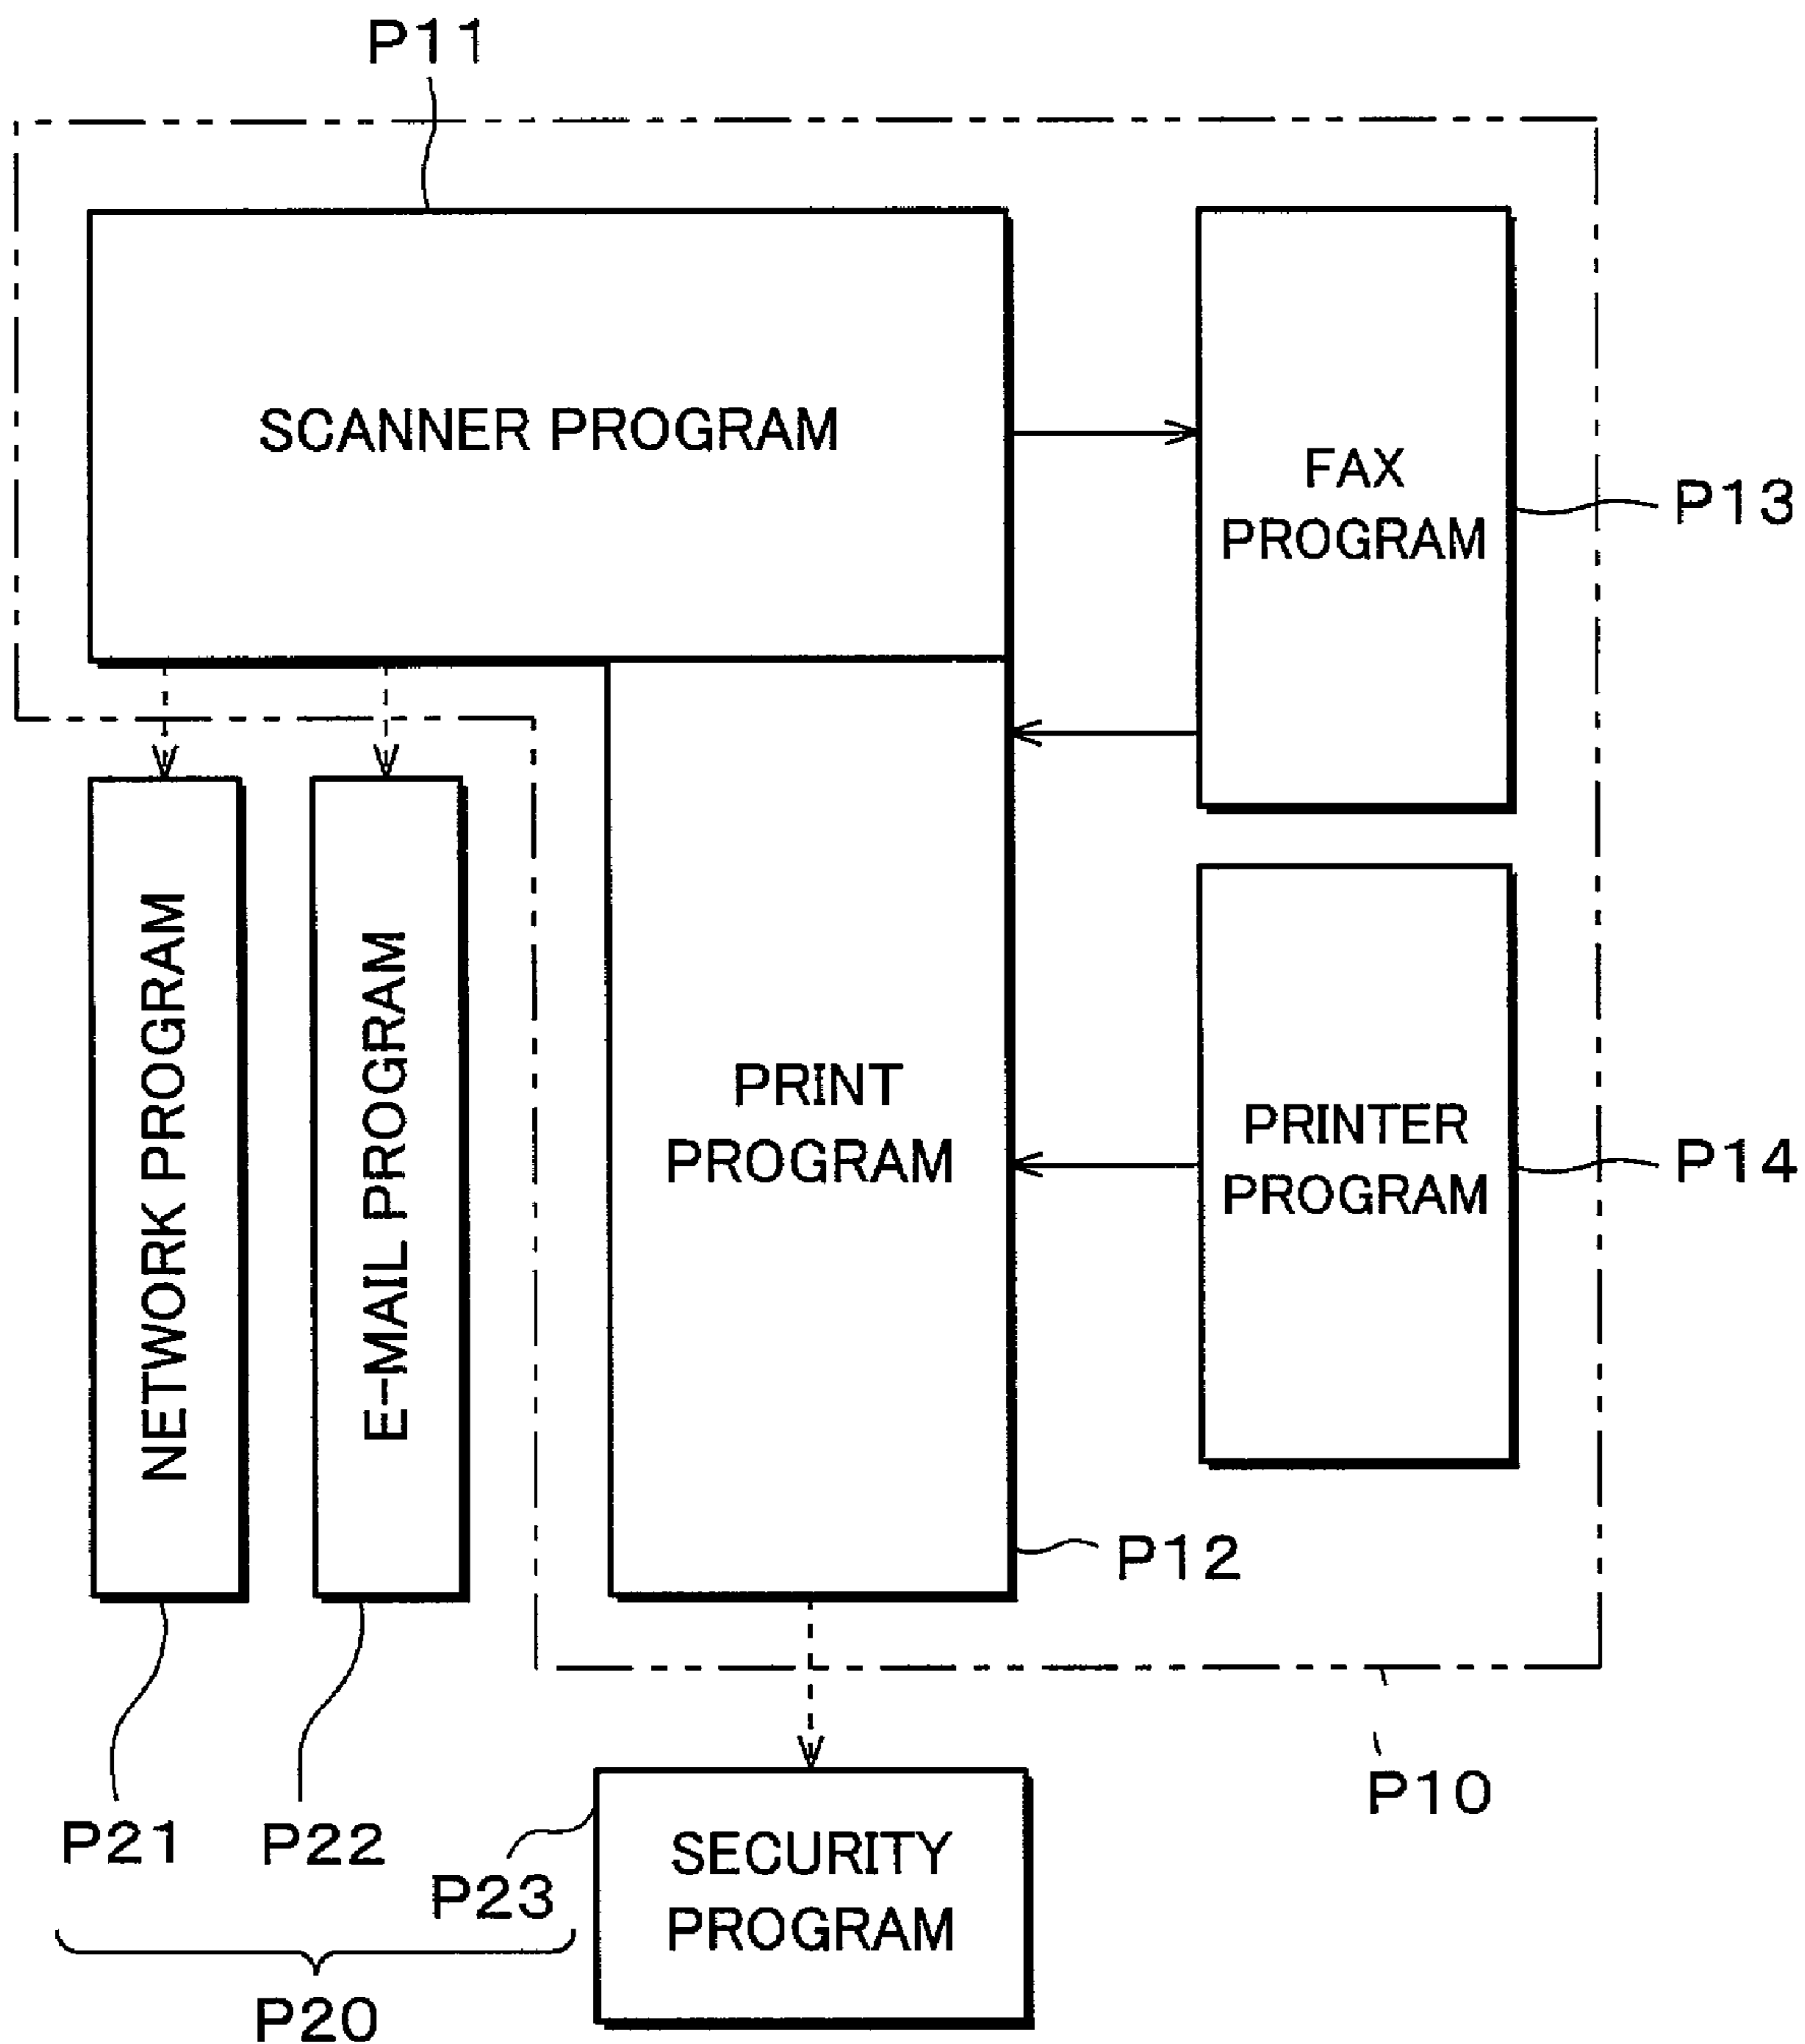 P11
SCANNER PROGRAM
FAX
PROGRAM
P13
NETWORK PROGRAM
E-MAIL PROGRAM
PRINT
PROGRAM
PRINTER
PROGRAM
P14
P12
P10
P21
P22
P23
SECURITY
PROGRAM
P20